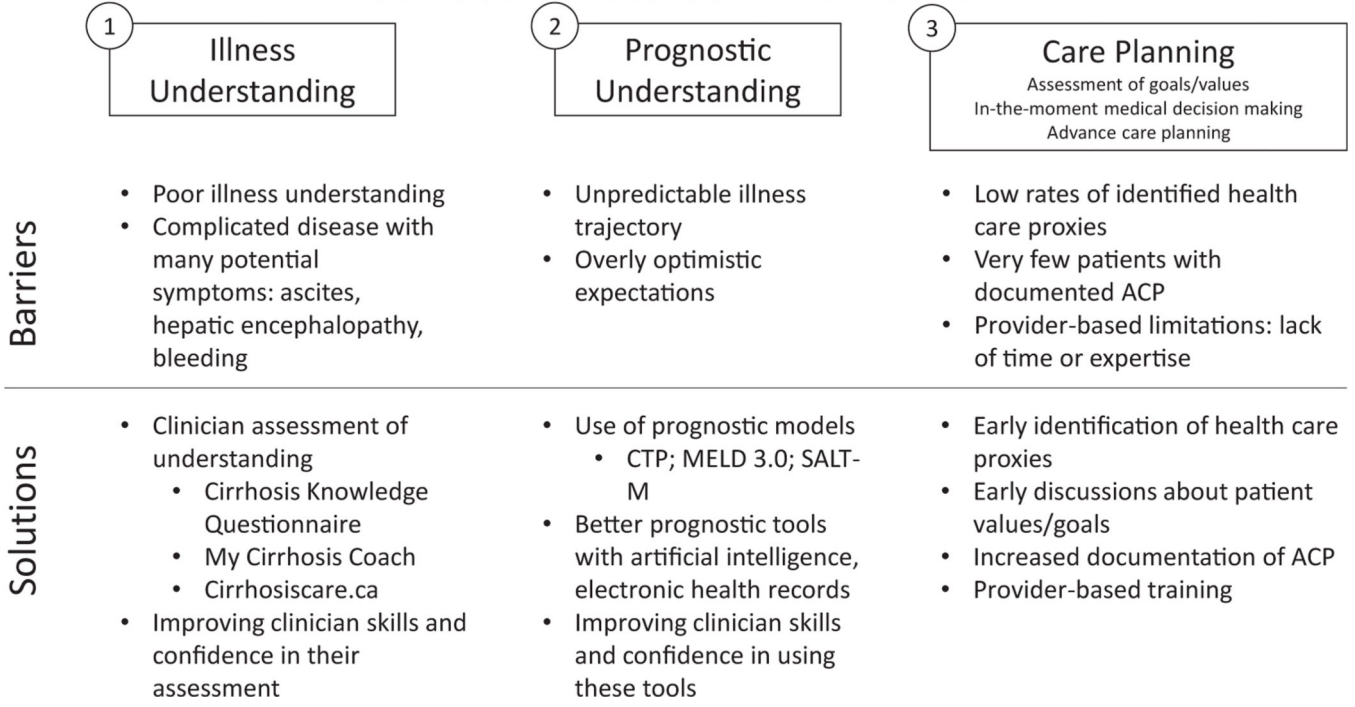 1
Illness
Understanding
2
Prognostic
Understanding
3
Care Planning
Assessment of goals/values
In-the-moment medical decision making
Advance care planning
Barriers
• Poor illness understanding
• Complicated disease with
many potential
symptoms: ascites,
hepatic encephalopathy,
bleeding
• Unpredictable illness
trajectory
• Overly optimistic
expectations
• Low rates of identified health
care proxies
• Very few patients with
documented ACP
• Provider-based limitations: lack
of time or expertise
Solutions
• Clinician assessment of
understanding
• Cirrhosis Knowledge
Questionnaire
• My Cirrhosis Coach
• Cirrhosiscare.ca
• Improving clinician skills and
confidence in their
assessment
• Use of prognostic models
• CTP; MELD 3.0; SALT-
M
• Better prognostic tools
with artificial intelligence,
electronic health records
• Improving clinician skills
and confidence in using
these tools
• Early identification of health care
proxies
• Early discussions about patient
values/goals
• Increased documentation of ACP
• Provider-based training